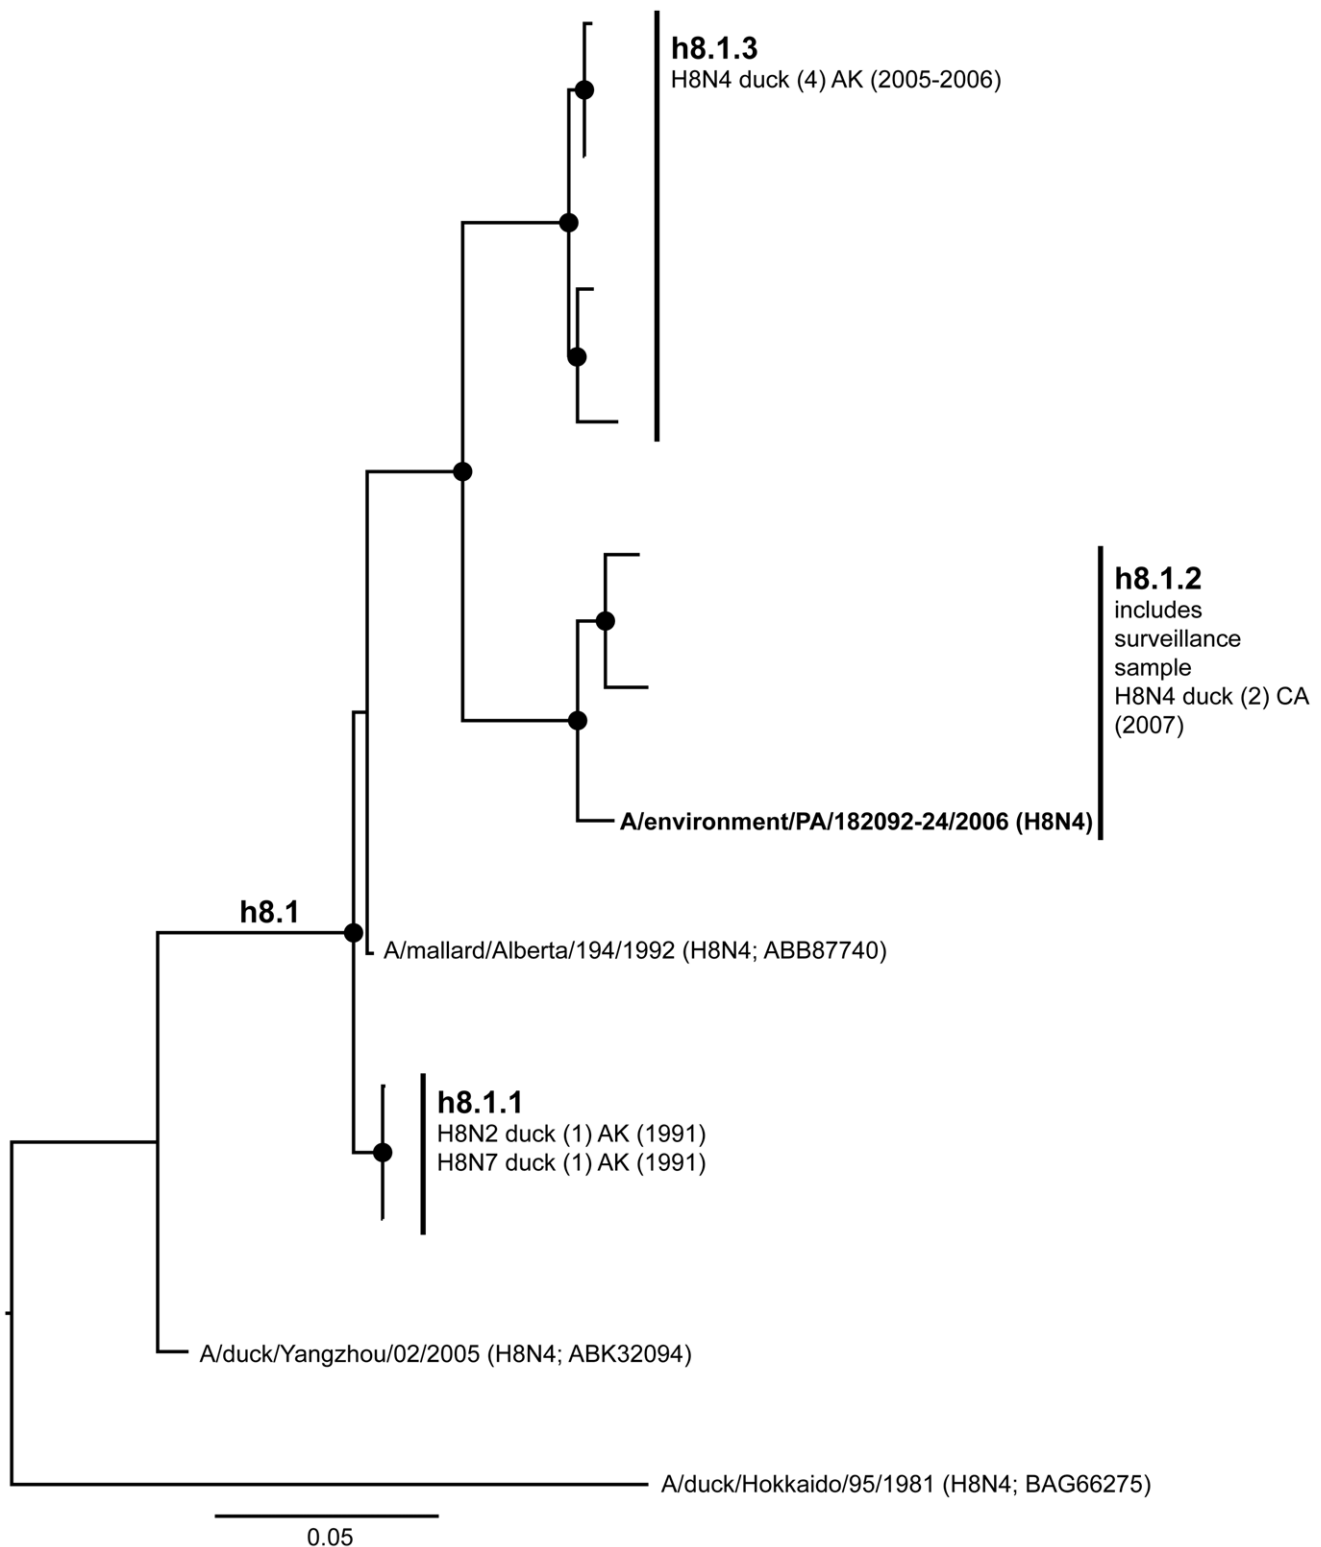 h8.1.3
H8N4 duck (4) AK (2005-2006)
h8.1.2
includes
surveillance
sample
H8N4 duck (2) CA
(2007)
A/environment/PA/182092-24/2006 (H8N4)
h8.1
A/mallard/Alberta/194/1992 (H8N4; ABB87740)
h8.1.1
H8N2 duck (1) AK (1991)
H8N7 duck (1) AK (1991)
A/duck/Yangzhou/02/2005 (H8N4; ABK32094)
A/duck/Hokkaido/95/1981 (H8N4; BAG66275)
0.05